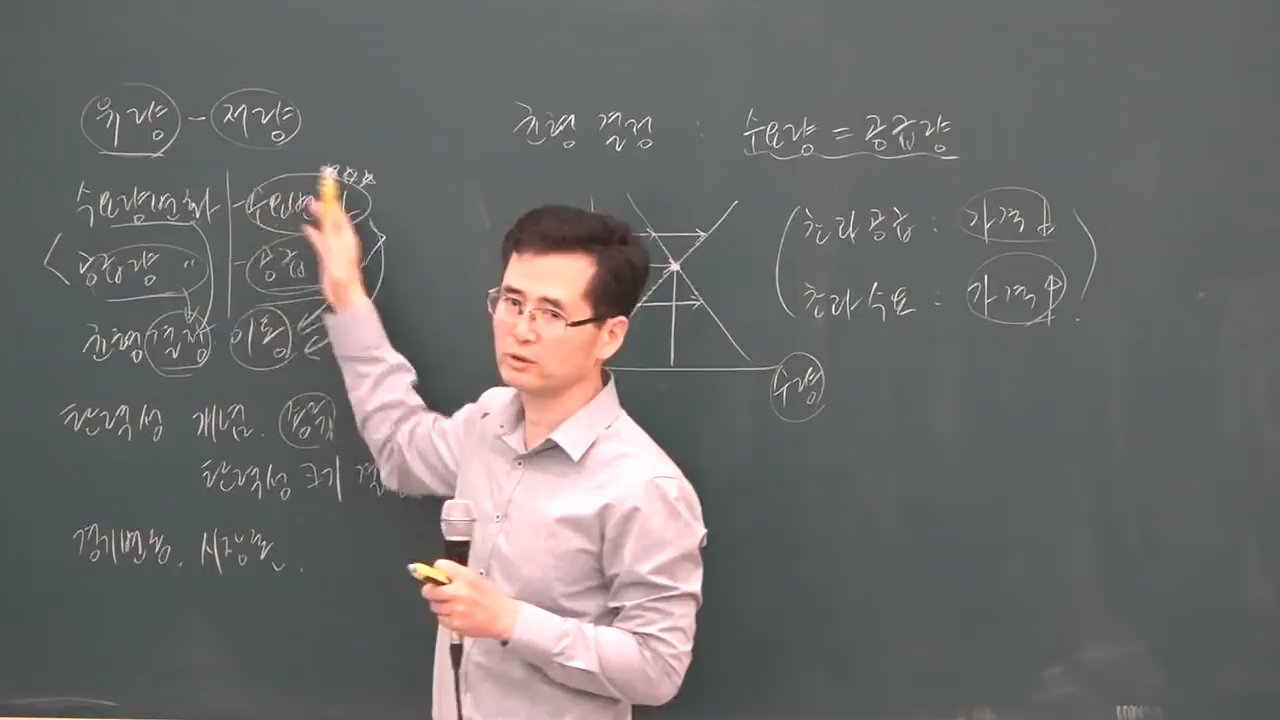 유량 - 저량
수요량변화 - 수요변
공급량 〃 - 공급
균형 결정 이동
탄력성 개념. 공식
탄력성 크기 결
경기변동. 시장론.
균형 결정 : 수요량 = 공급량
초과공급 : 가격↓
초과수요 : 가격↑.
수량